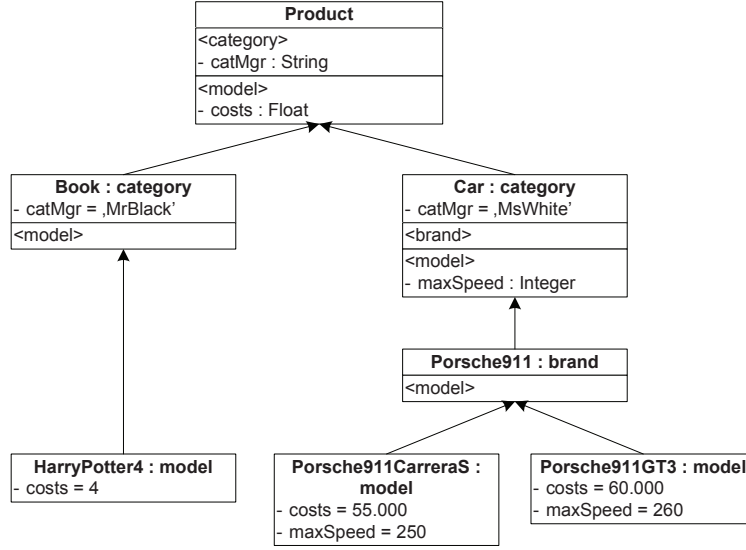 Product
<category>
- catMgr : String
<model>
- costs : Float
Book : category
- catMgr = ‚MrBlack’
<model>
Car : category
- catMgr = ‚MsWhite’
<brand>
<model>
- maxSpeed : Integer
Porsche911 : brand
<model>
HarryPotter4 : model
- costs = 4
Porsche911CarreraS :
model
- costs = 55.000
- maxSpeed = 250
Porsche911GT3 : model
- costs = 60.000
- maxSpeed = 260